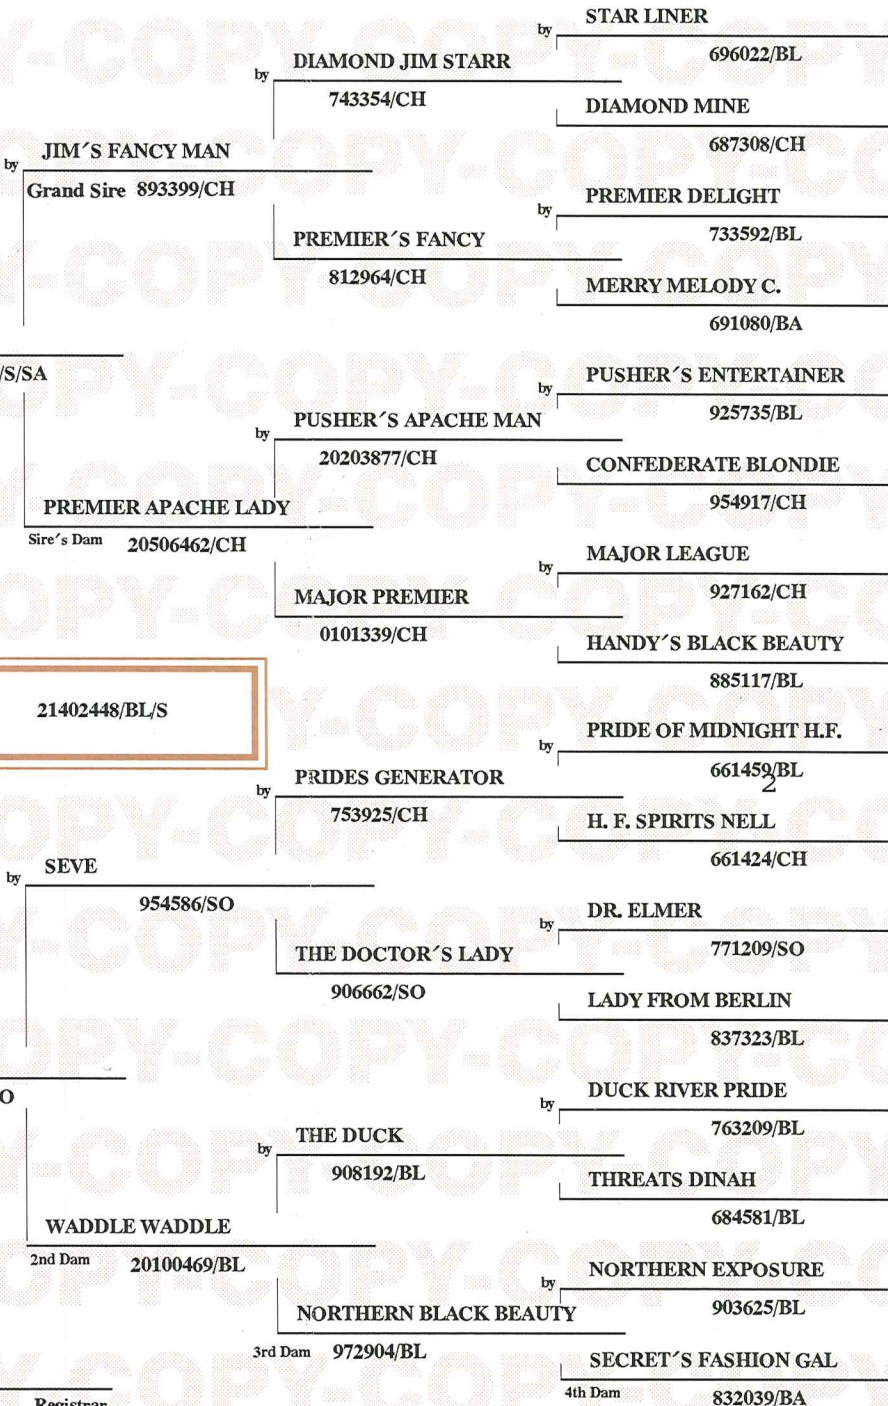 by STAR LINER
696022/BL
by DIAMOND JIM STARR
743354/CH
DIAMOND MINE
687308/CH
by JIM´S FANCY MAN
Grand Sire 893399/CH
by PREMIER DELIGHT
733592/BL
PREMIER´S FANCY
812964/CH
MERRY MELODY C.
691080/BA
/S/SA
by PUSHER´S ENTERTAINER
925735/BL
by PUSHER´S APACHE MAN
20203877/CH
CONFEDERATE BLONDIE
954917/CH
PREMIER APACHE LADY
Sire´s Dam 20506462/CH
by MAJOR LEAGUE
927162/CH
MAJOR PREMIER
0101339/CH
HANDY´S BLACK BEAUTY
885117/BL
21402448/BL/S
by PRIDE OF MIDNIGHT H.F.
661459/BL
2
by PRIDES GENERATOR
753925/CH
H. F. SPIRITS NELL
661424/CH
by SEVE
954586/SO
by DR. ELMER
771209/SO
THE DOCTOR´S LADY
906662/SO
LADY FROM BERLIN
837323/BL
O
by DUCK RIVER PRIDE
763209/BL
by THE DUCK
908192/BL
THREATS DINAH
684581/BL
WADDLE WADDLE
2nd Dam 20100469/BL
by NORTHERN EXPOSURE
903625/BL
NORTHERN BLACK BEAUTY
3rd Dam 972904/BL
SECRET´S FASHION GAL
4th Dam 832039/BA
Registrar
Y-COPY-COPY-COPY